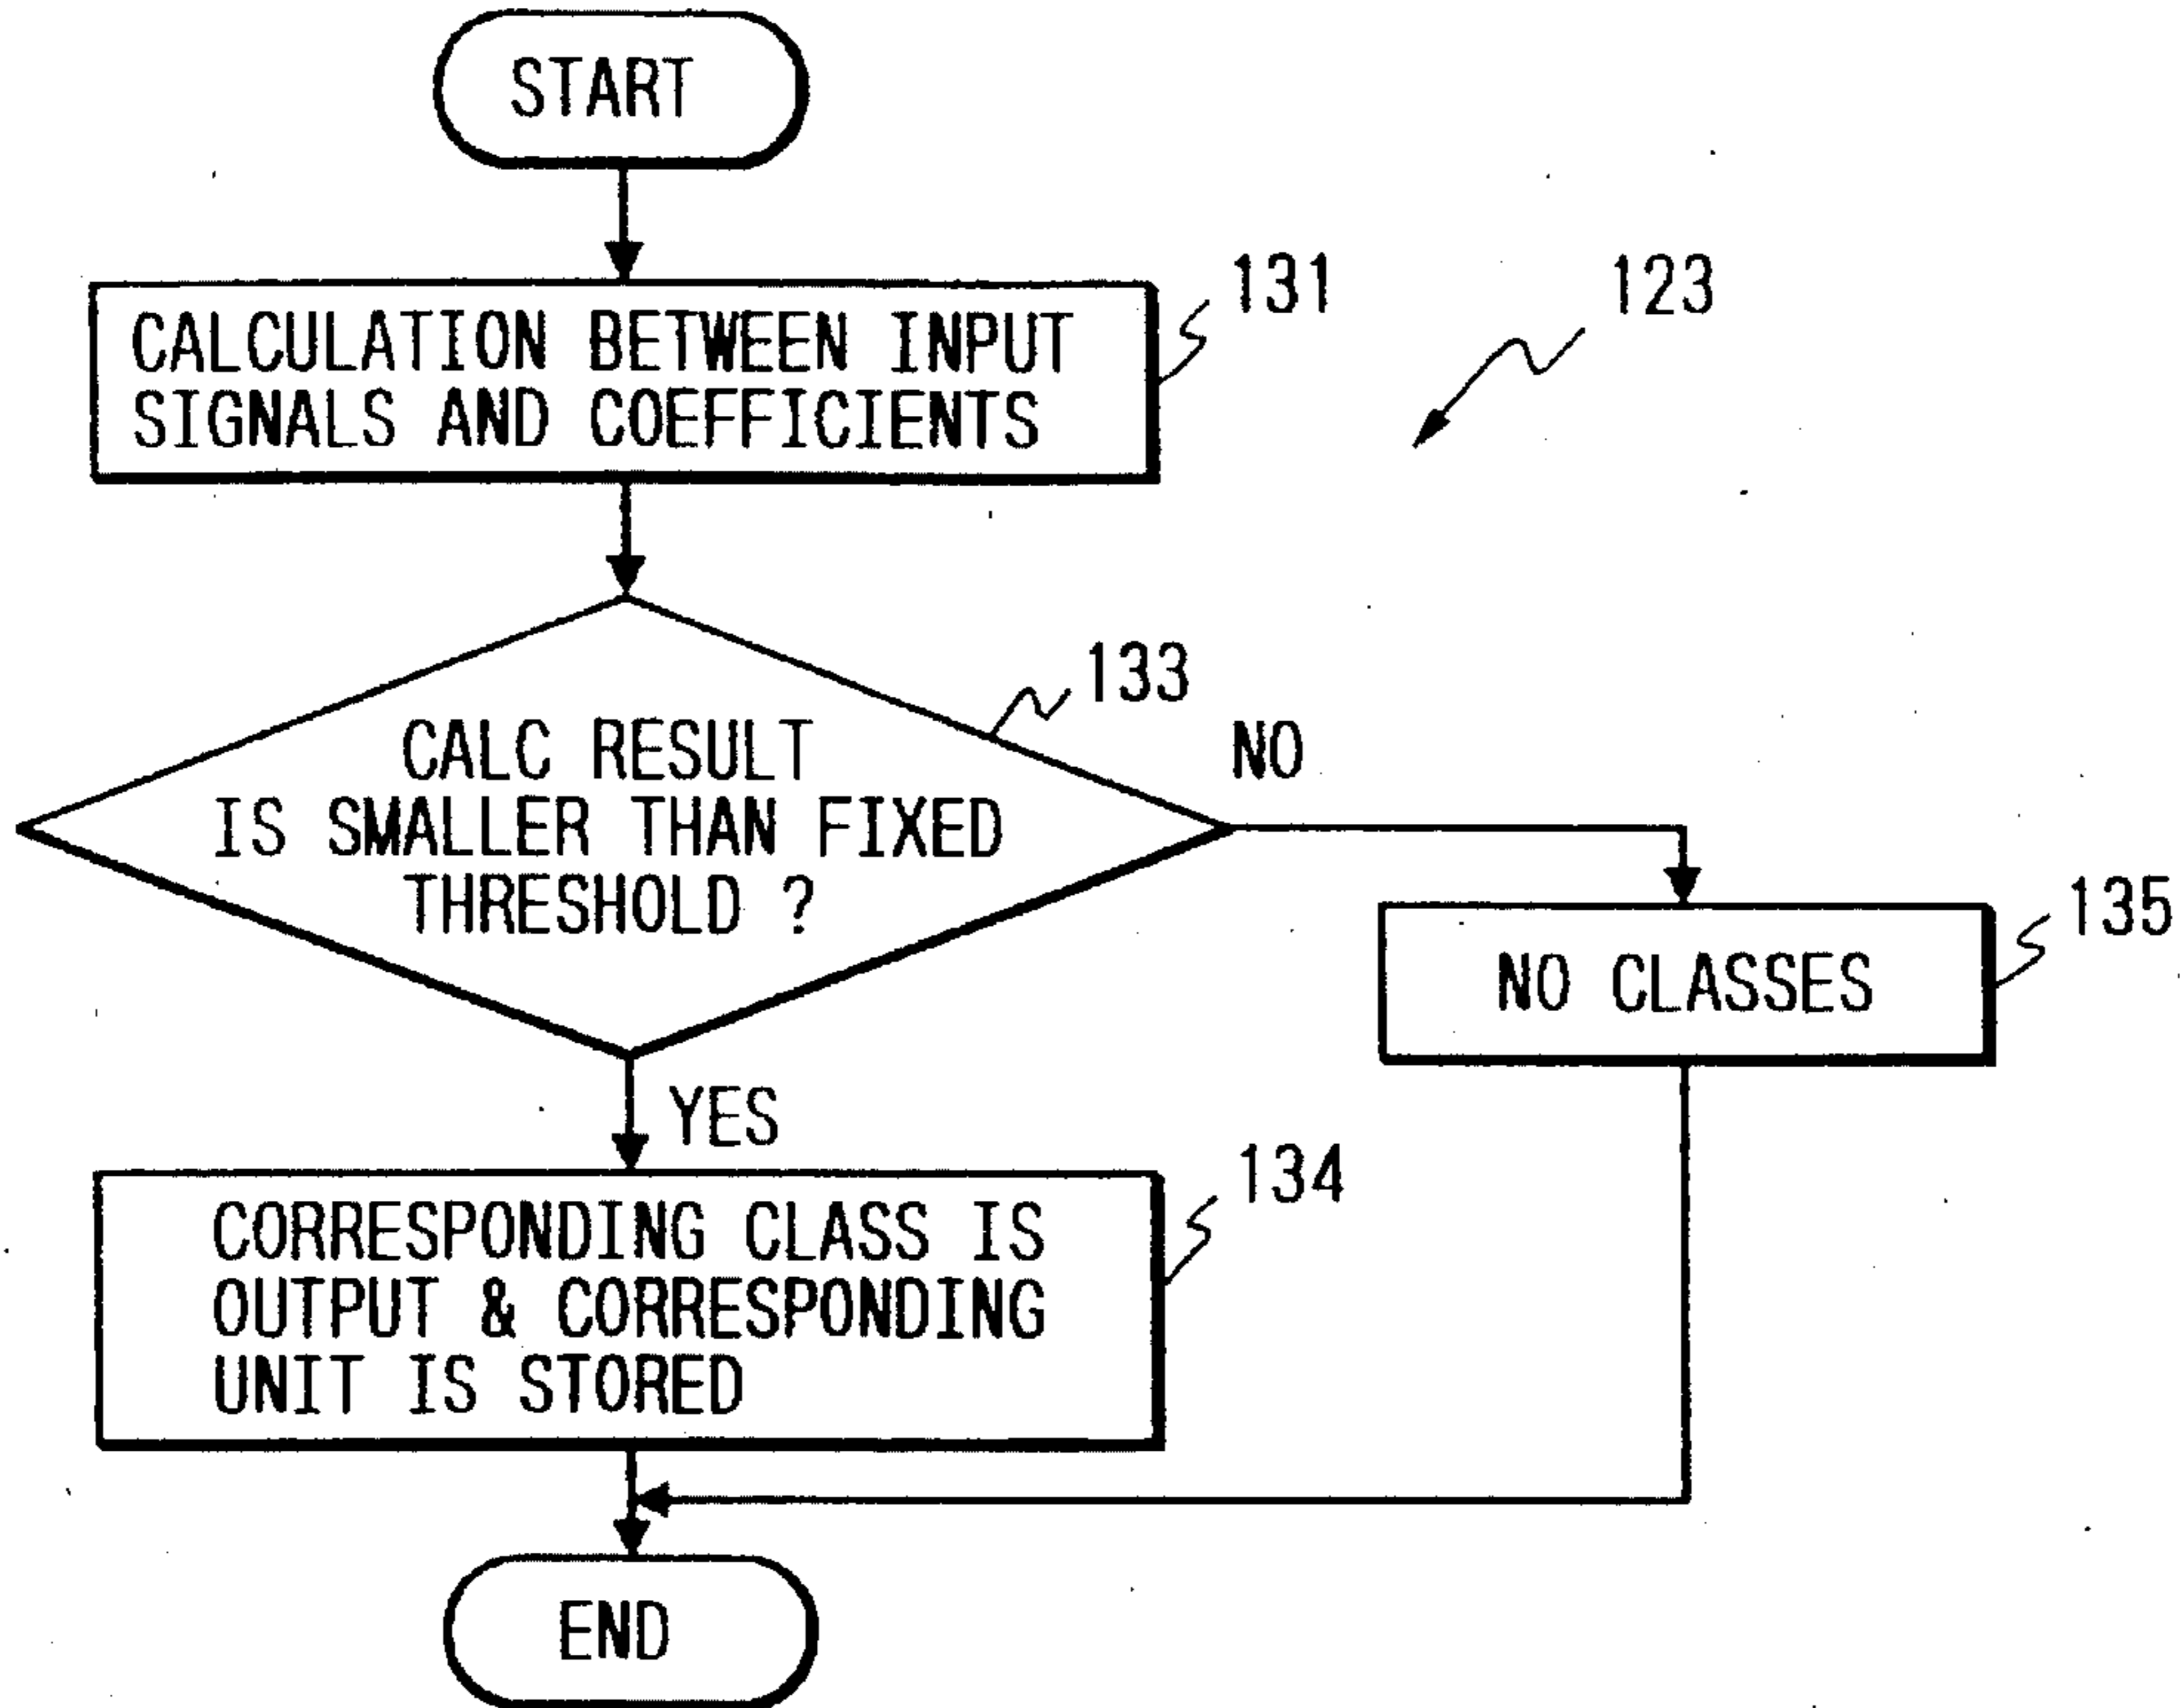 START
131
123
CALCULATION BETWEEN INPUT
SIGNALS AND COEFFICIENTS
133
NO
CALC RESULT
IS SMALLER THAN FIXED
THRESHOLD ?
135
NO CLASSES
YES
134
CORRESPONDING CLASS IS
OUTPUT & CORRESPONDING
UNIT IS STORED
END